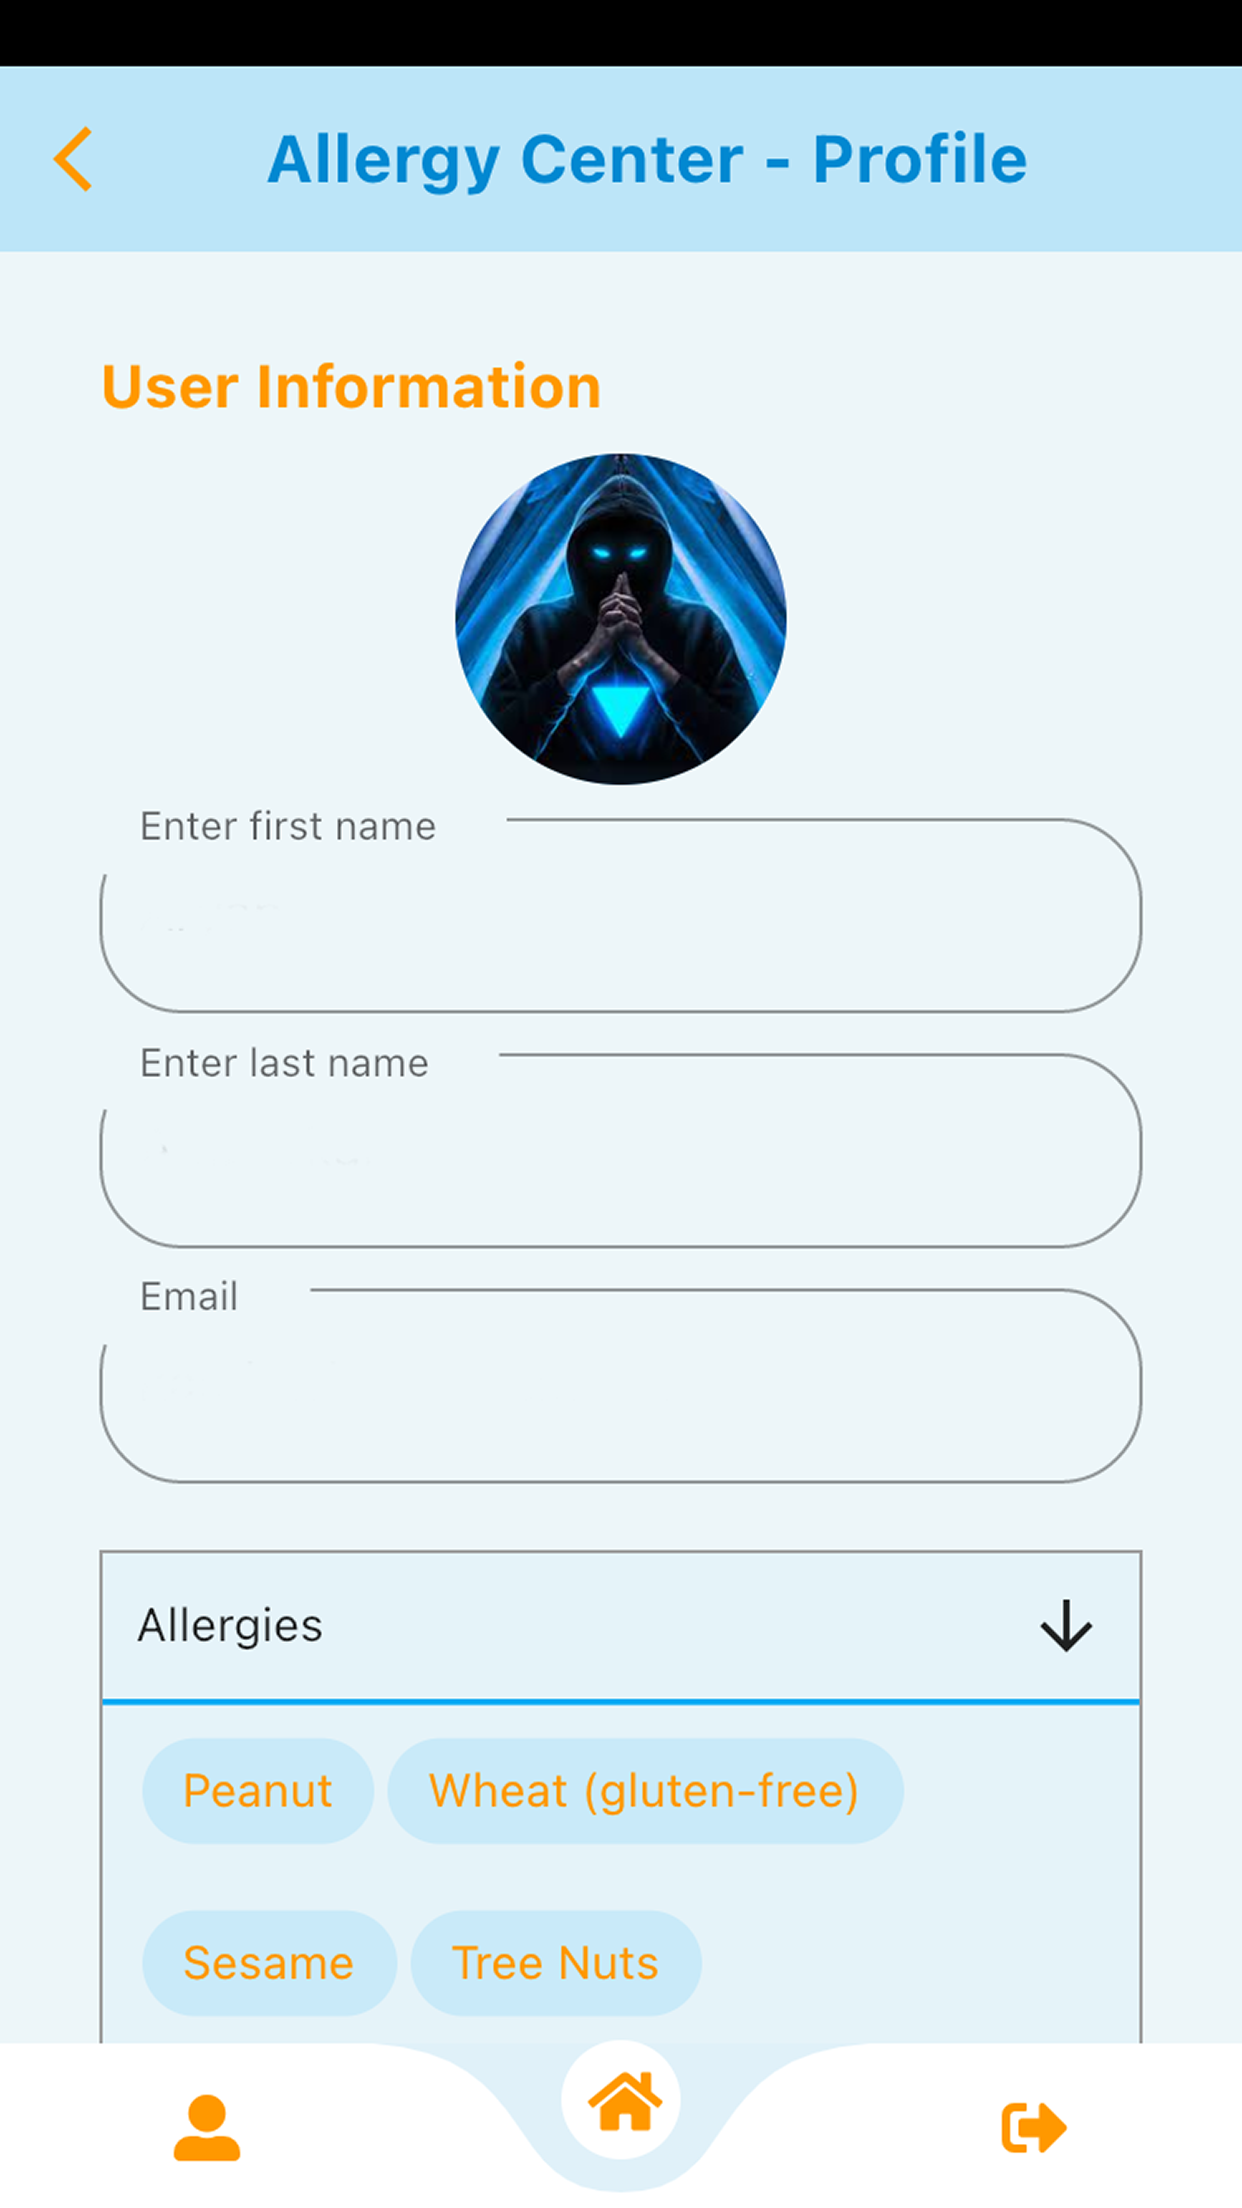 Allergy Center - Profile
User Information
Enter first name
Enter last name
Email
Allergies
Peanut
Wheat (gluten-free)
Sesame
Tree Nuts